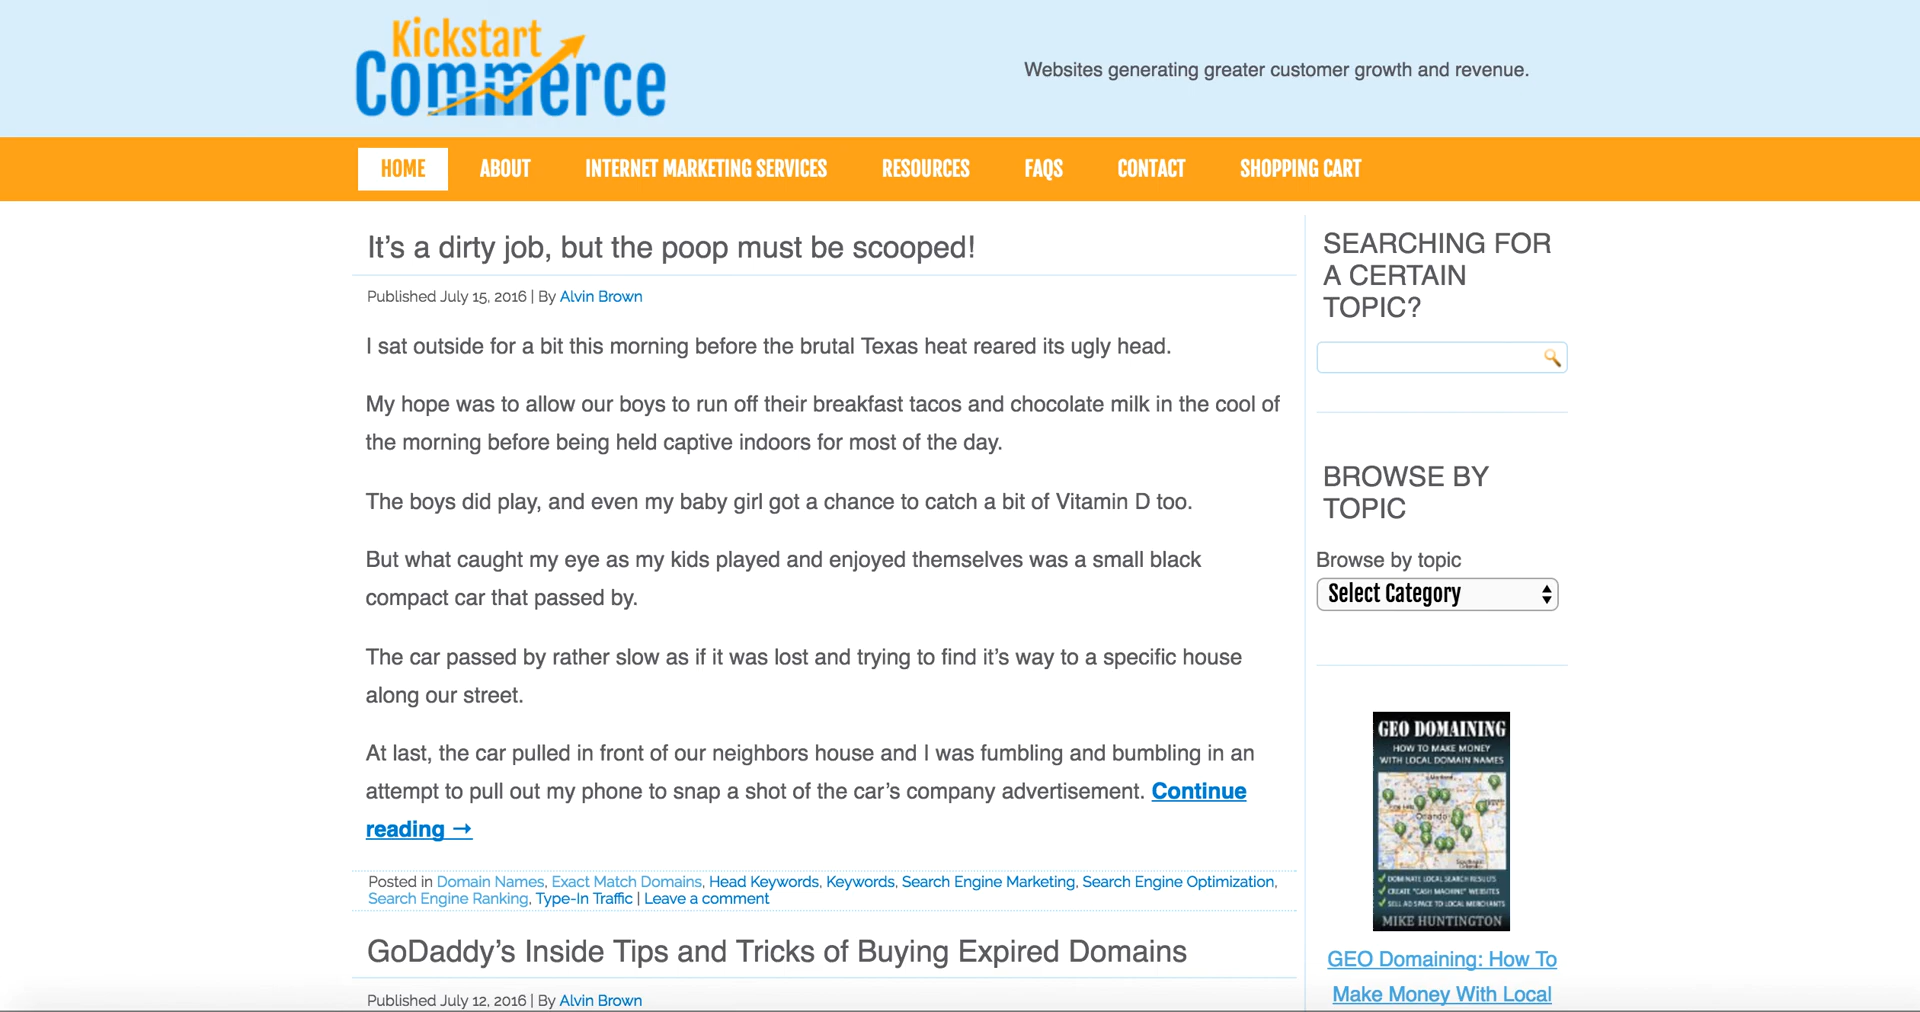 Kickstart
Commerce
Websites generating greater customer growth and revenue.
HOME ABOUT INTERNET MARKETING SERVICES RESOURCES FAQS CONTACT SHOPPING CART
It’s a dirty job, but the poop must be scooped!
Published July 15, 2016 | By Alvin Brown
I sat outside for a bit this morning before the brutal Texas heat reared its ugly head.
My hope was to allow our boys to run off their breakfast tacos and chocolate milk in the cool of
the morning before being held captive indoors for most of the day.
The boys did play, and even my baby girl got a chance to catch a bit of Vitamin D too.
But what caught my eye as my kids played and enjoyed themselves was a small black
compact car that passed by.
The car passed by rather slow as if it was lost and trying to find it’s way to a specific house
along our street.
At last, the car pulled in front of our neighbors house and I was fumbling and bumbling in an
attempt to pull out my phone to snap a shot of the car’s company advertisement. Continue
reading →
Posted in Domain Names, Exact Match Domains, Head Keywords, Keywords, Search Engine Marketing, Search Engine Optimization,
Search Engine Ranking, Type-In Traffic | Leave a comment
GoDaddy’s Inside Tips and Tricks of Buying Expired Domains
Published July 12, 2016 | By Alvin Brown
SEARCHING FOR
A CERTAIN
TOPIC?
BROWSE BY
TOPIC
Browse by topic
Select Category
GEO DOMAINING
HOW TO MAKE MONEY
WITH LOCAL DOMAIN NAMES
Orlando
DOMINATE LOCAL SEARCH RESULTS
CREATE "CASH MACHINE" WEBSITES
SELL AD SPACE TO LOCAL MERCHANTS
MIKE HUNTINGTON
GEO Domaining: How To
Make Money With Local